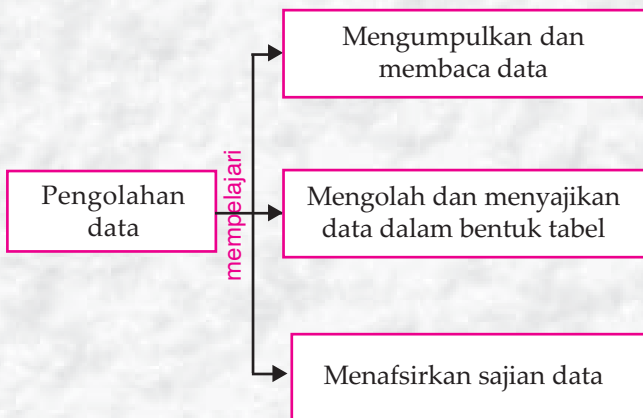 Pengolahan
data
mempelajari
Mengumpulkan dan
membaca data
Mengolah dan menyajikan
data dalam bentuk tabel
Menafsirkan sajian data